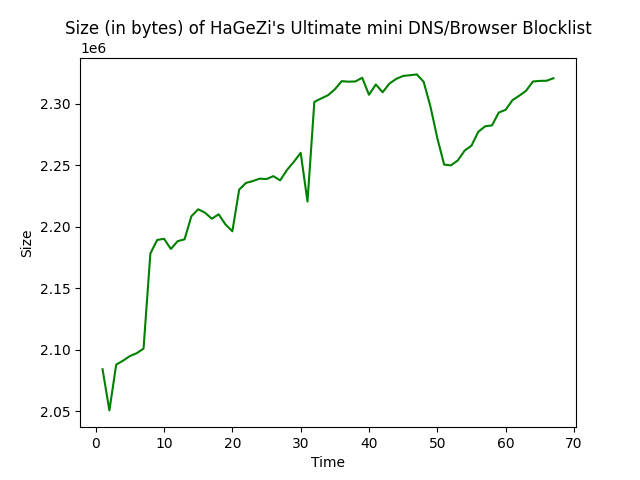 Size (in bytes) of HaGeZi's Ultimate mini DNS/Browser Blocklist
1e6
2.30
2.25
2.20
2.15
2.10
2.05
Size
0 10 20 30 40 50 60 70
Time